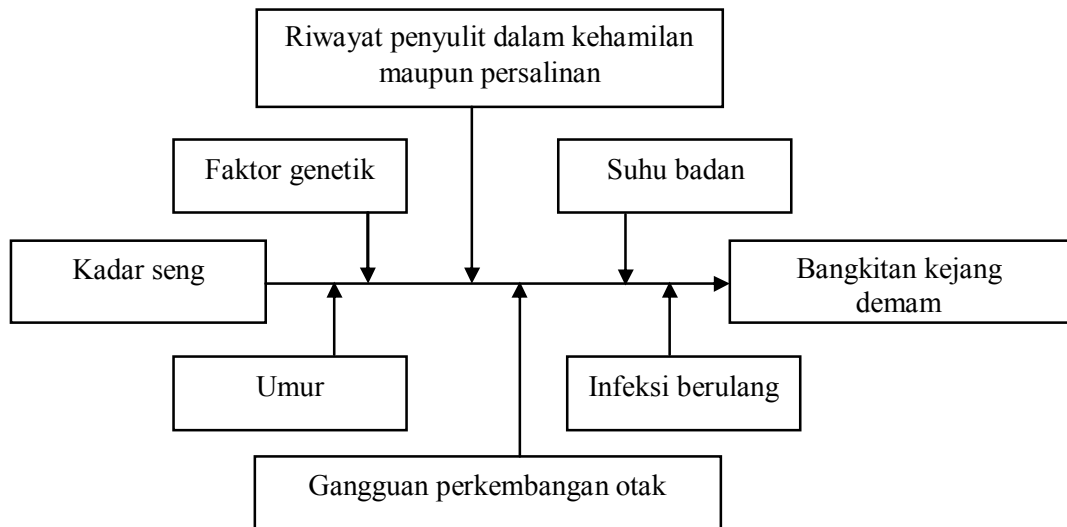 Riwayat penyulit dalam kehamilan
maupun persalinan
Faktor genetik
Suhu badan
Kadar seng
Bangkitan kejang
demam
Umur
Infeksi berulang
Gangguan perkembangan otak